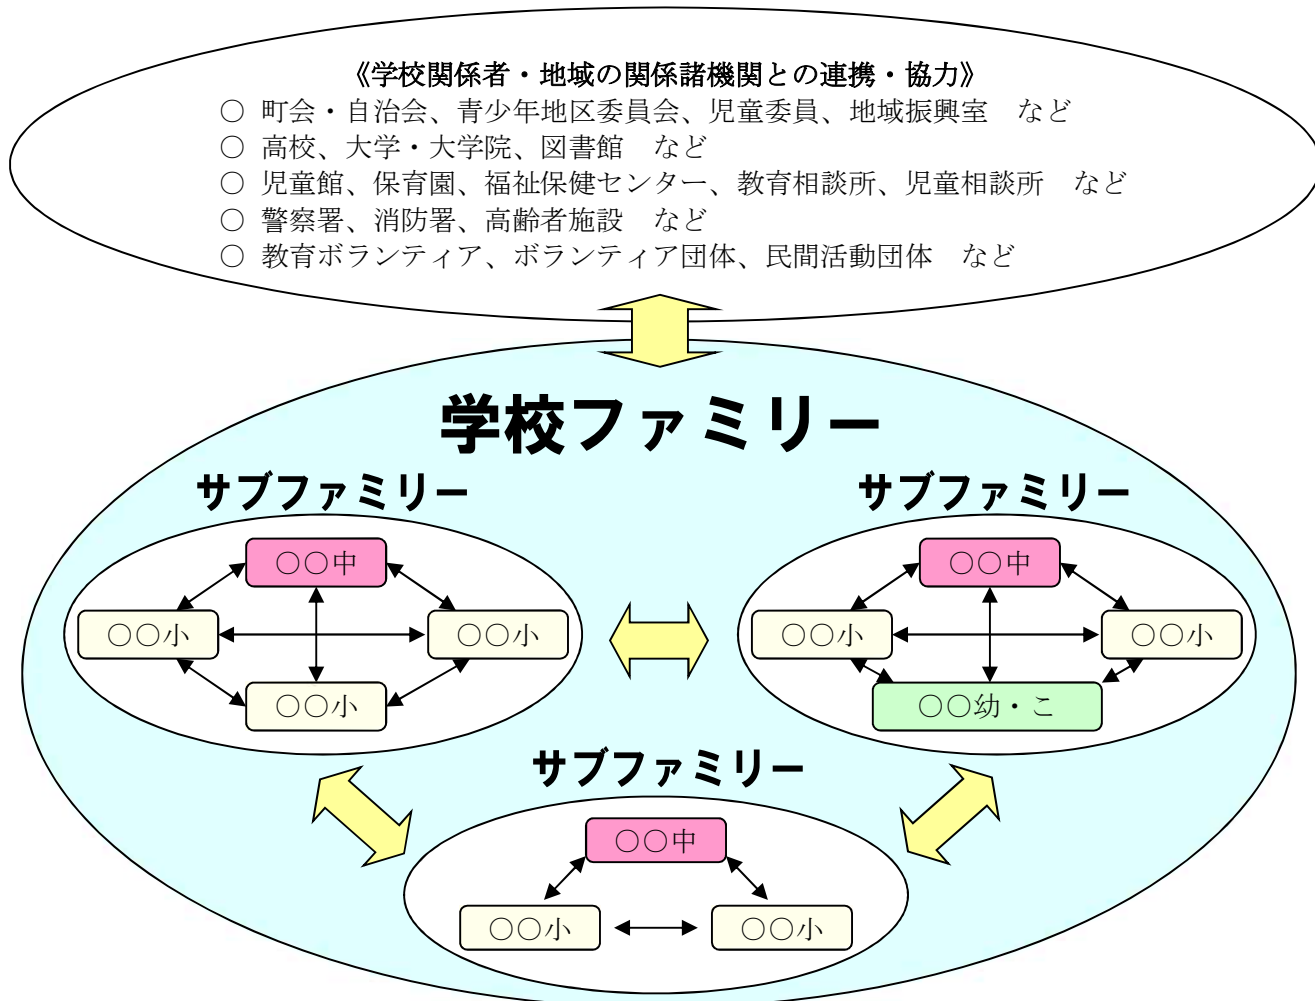 《学校関係者・地域の関係諸機関との連携・協力》
○ 町会・自治会、青少年地区委員会、児童委員、地域振興室　など
○ 高校、大学・大学院、図書館　など
○ 児童館、保育園、福祉保健センター、教育相談所、児童相談所　など
○ 警察署、消防署、高齢者施設　など
○ 教育ボランティア、ボランティア団体、民間活動団体　など
学校ファミリー
サブファミリー
○○中
○○小
○○小
○○小
サブファミリー
○○中
○○小
○○小
○○幼・こ
サブファミリー
○○中
○○小
○○小